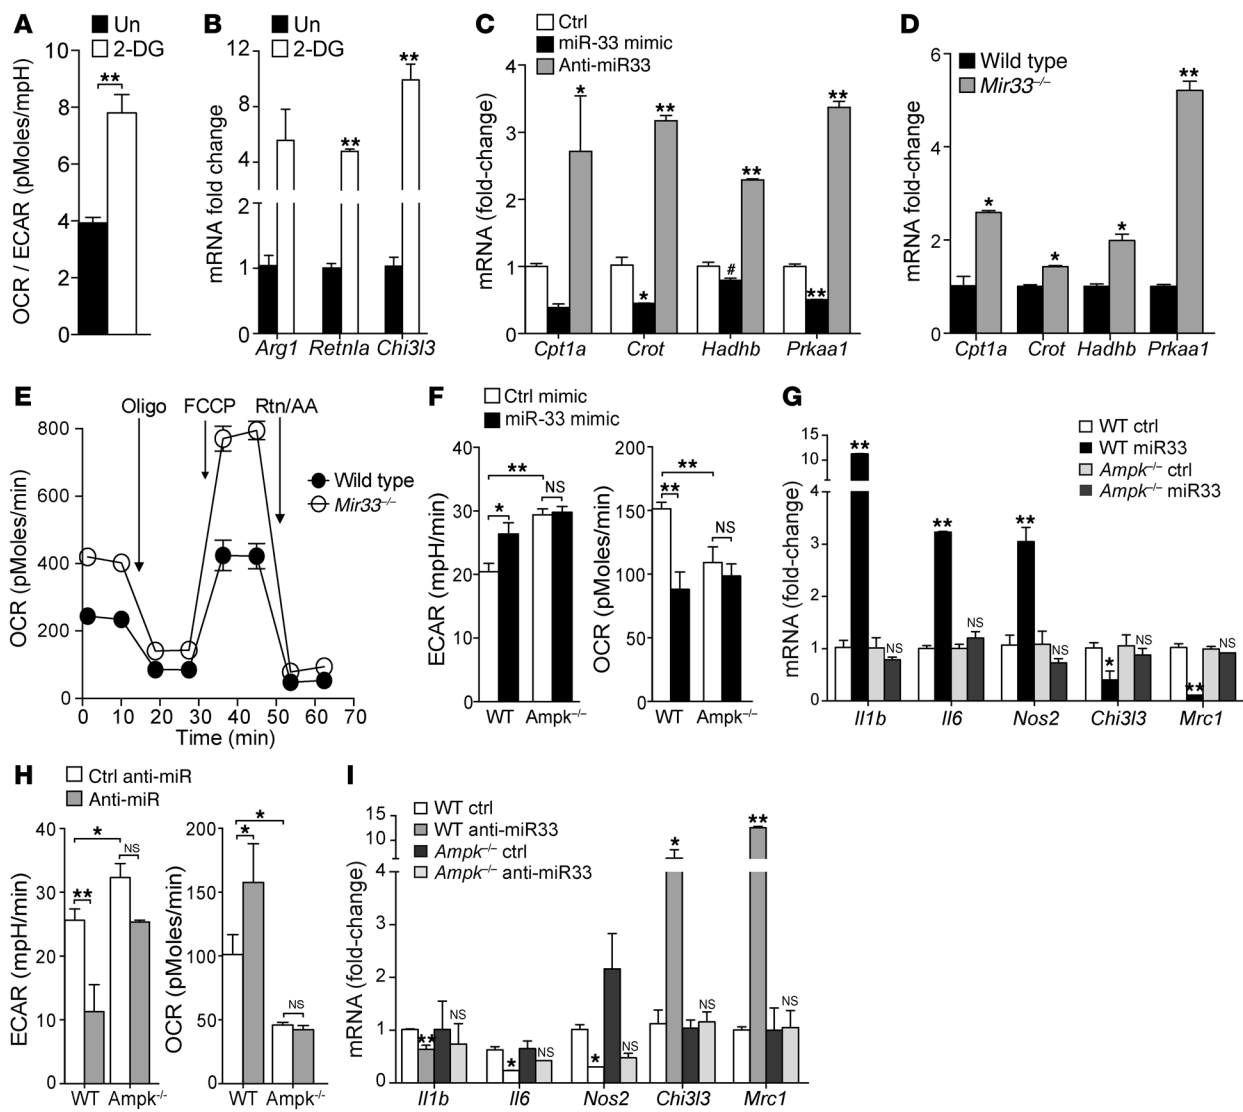 A
Un
2-DG
OCR / ECAR (pMoles/mpH)
10
8
6
4
2
0
**
B
Un
2-DG
mRNA fold change
12
8
4
2
1
0
**
**
Arg1 Retnla Chi3l3
C
Ctrl
miR-33 mimic
Anti-miR33
mRNA (fold-change)
4
3
2
1
0
*
*
**
#
**
**
**
Cpt1a Crot Hadhb Prkaa1
D
Wild type
Mir33–/–
mRNA (fold-change)
6
4
2
0
*
*
*
**
Cpt1a Crot Hadhb Prkaa1
E
Oligo FCCP Rtn/AA
Wild type
Mir33–/–
OCR (pMoles/min)
800
600
400
200
0
0 10 20 30 40 50 60 70
Time (min)
F
Ctrl mimic
miR-33 mimic
ECAR (mpH/min)
40
30
20
10
0
**
*
NS
WT Ampk–/–
OCR (pMoles/min)
200
150
100
50
0
**
**
NS
WT Ampk–/–
G
WT ctrl
WT miR33
Ampk–/– ctrl
Ampk–/– miR33
mRNA (fold-change)
15
10
4
3
2
1
0
**
NS
**
NS
**
NS
*
NS
**
NS
Il1b Il6 Nos2 Chi3l3 Mrc1
H
Ctrl anti-miR
Anti-miR
ECAR (mpH/min)
40
30
20
10
0
*
**
NS
WT Ampk–/–
OCR (pMoles/min)
200
150
100
50
0
*
*
NS
WT Ampk–/–
I
WT ctrl
WT anti-miR33
Ampk–/– ctrl
Ampk–/– anti-miR33
mRNA (fold-change)
15
10
4
3
2
1
0
**
NS
*
NS
*
NS
*
NS
**
NS
Il1b Il6 Nos2 Chi3l3 Mrc1